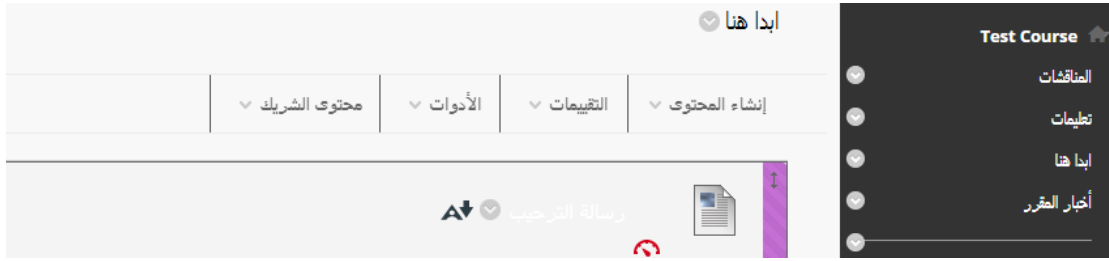 Test Course
المناقشات
تعليمات
ابدا هنا
أخبار المقرر
ابدا هنا
إنشاء المحتوى
التقييمات
الأدوات
محتوى الشريك
رسالة الترحيب